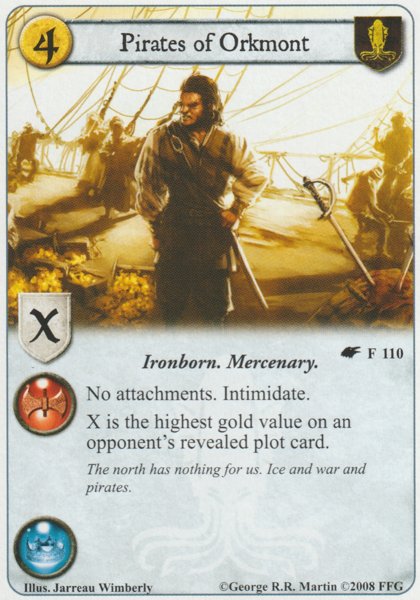 4
Pirates of Orkmont
X
Ironborn. Mercenary.
F 110
No attachments. Intimidate.
X is the highest gold value on an
opponent's revealed plot card.
The north has nothing for us. Ice and war and
pirates.
Illus. Jarreau Wimberly
©George R.R. Martin ©2008 FFG